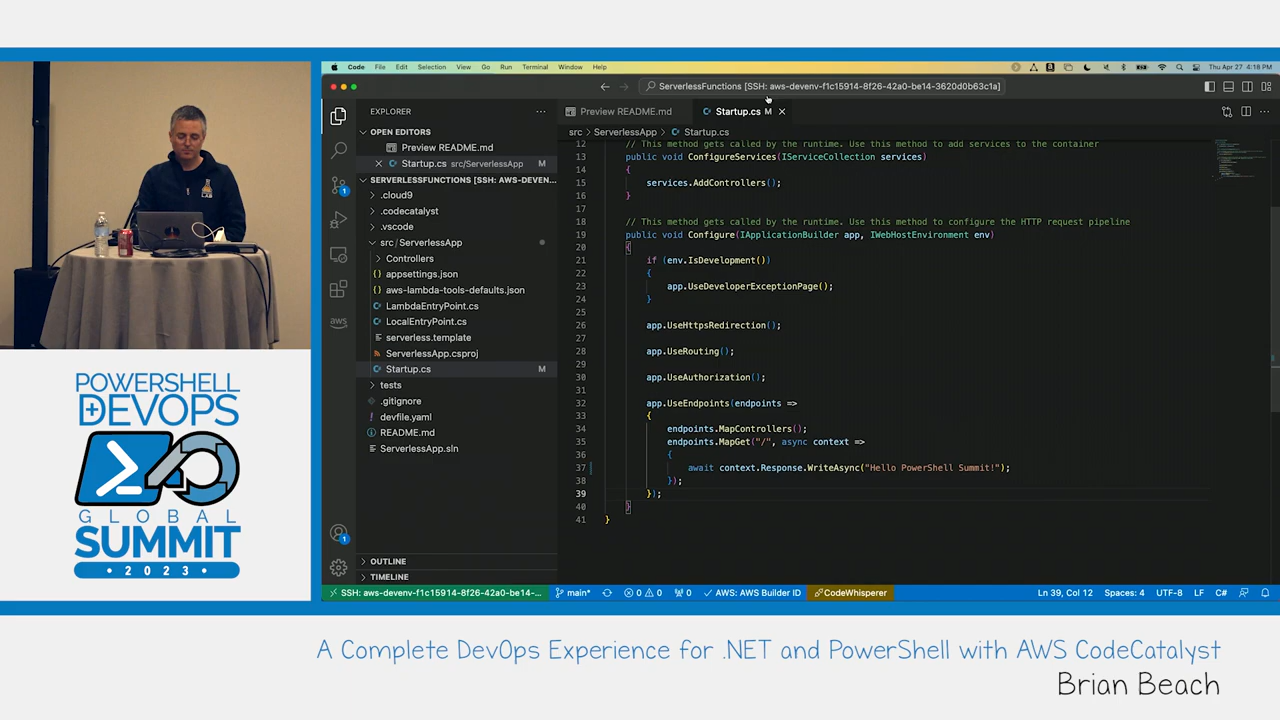 Code File Edit Selection View Go Run Terminal Window Help
Thu Apr 27 4:18 PM
ServerlessFunctions [SSH: aws-devenv-f1c15914-8f26-42a0-be14-3620d0b63c1a]
EXPLORER
Preview README.md
Startup.cs M
OPEN EDITORS
src > ServerlessApp > Startup.cs
Preview README.md
Startup.cs src/ServerlessApp M
SERVERLESSFUNCTIONS [SSH: AWS-DEVEN...
.cloud9
.codecatalyst
.vscode
src/ServerlessApp
Controllers
appsettings.json
aws-lambda-tools-defaults.json
LambdaEntryPoint.cs
LocalEntryPoint.cs
serverless.template
ServerlessApp.csproj
Startup.cs M
tests
.gitignore
devfile.yaml
README.md
ServerlessApp.sln
OUTLINE
TIMELINE
12 // This method gets called by the runtime. Use this method to add services to the container
13 public void ConfigureServices(IServiceCollection services)
14 {
15 services.AddControllers();
16 }
17
18 // This method gets called by the runtime. Use this method to configure the HTTP request pipeline
19 public void Configure(IApplicationBuilder app, IWebHostEnvironment env)
20 {
21 if (env.IsDevelopment())
22 {
23 app.UseDeveloperExceptionPage();
24 }
25
26 app.UseHttpsRedirection();
27
28 app.UseRouting();
29
30 app.UseAuthorization();
31
32 app.UseEndpoints(endpoints =>
33 {
34 endpoints.MapControllers();
35 endpoints.MapGet("/", async context =>
36 {
37 await context.Response.WriteAsync("Hello PowerShell Summit!");
38 });
39 });
40 }
41 }
SSH: aws-devenv-f1c15914-8f26-42a0-be14-... main* 0 0 0 AWS: AWS Builder ID CodeWhisperer Ln 39, Col 12 Spaces: 4 UTF-8 LF C#
POWERSHELL
+DEVOPS
GLOBAL
SUMMIT
• 2023 •
A Complete DevOps Experience for .NET and PowerShell with AWS CodeCatalyst
Brian Beach